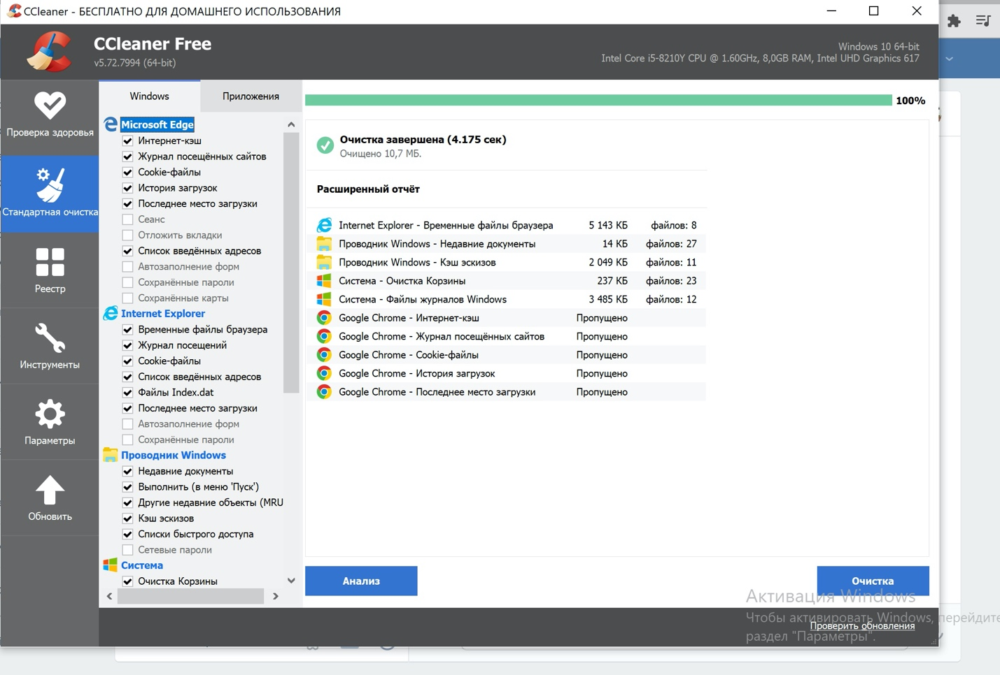 CCleaner - БЕСПЛАТНО ДЛЯ ДОМАШНЕГО ИСПОЛЬЗОВАНИЯ
CCleaner Free
v5.72.7994 (64-bit)
Windows 10 64-bit
Intel Core i5-8210Y CPU @ 1.60GHz, 8,0GB RAM, Intel UHD Graphics 617
Проверка здоровья
Стандартная очистка
Реестр
Инструменты
Параметры
Обновить
Windows
Приложения
Microsoft Edge
Интернет-кэш
Журнал посещённых сайтов
Cookie-файлы
История загрузок
Последнее место загрузки
Сеанс
Отложить вкладки
Список введённых адресов
Автозаполнение форм
Сохранённые пароли
Сохранённые карты
Internet Explorer
Временные файлы браузера
Журнал посещений
Cookie-файлы
Список введённых адресов
Файлы Index.dat
Последнее место загрузки
Автозаполнение форм
Сохранённые пароли
Проводник Windows
Недавние документы
Выполнить (в меню 'Пуск')
Другие недавние объекты (MRU
Кэш эскизов
Списки быстрого доступа
Сетевые пароли
Система
Очистка Корзины
100%
Очистка завершена (4.175 сек)
Очищено 10,7 МБ.
Расширенный отчёт
Internet Explorer - Временные файлы браузера 5 143 КБ файлов: 8
Проводник Windows - Недавние документы 14 КБ файлов: 27
Проводник Windows - Кэш эскизов 2 049 КБ файлов: 11
Система - Очистка Корзины 237 КБ файлов: 23
Система - Файлы журналов Windows 3 485 КБ файлов: 12
Google Chrome - Интернет-кэш Пропущено
Google Chrome - Журнал посещённых сайтов Пропущено
Google Chrome - Cookie-файлы Пропущено
Google Chrome - История загрузок Пропущено
Google Chrome - Последнее место загрузки Пропущено
Анализ
Очистка
Активация Windows
Чтобы активировать Windows, перейдите
раздел "Параметры".
Проверить обновления